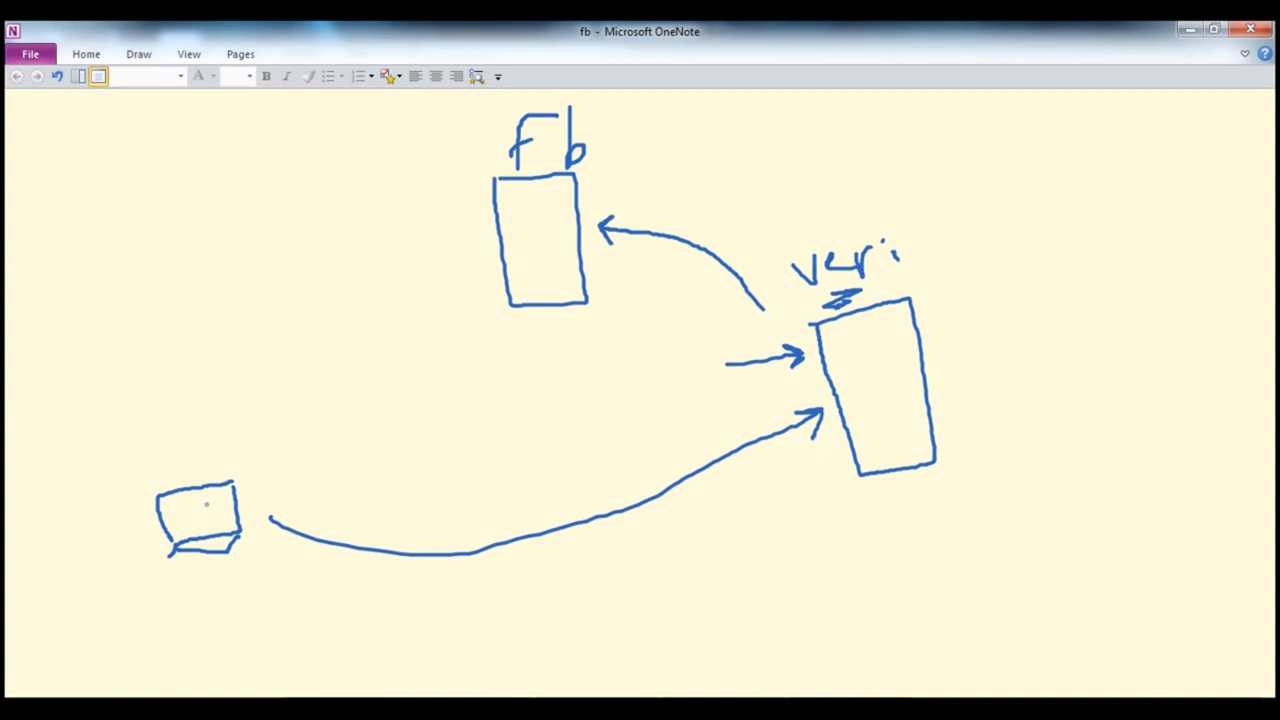 fb - Microsoft OneNote
File Home Draw View Pages
A B I
fb
veri